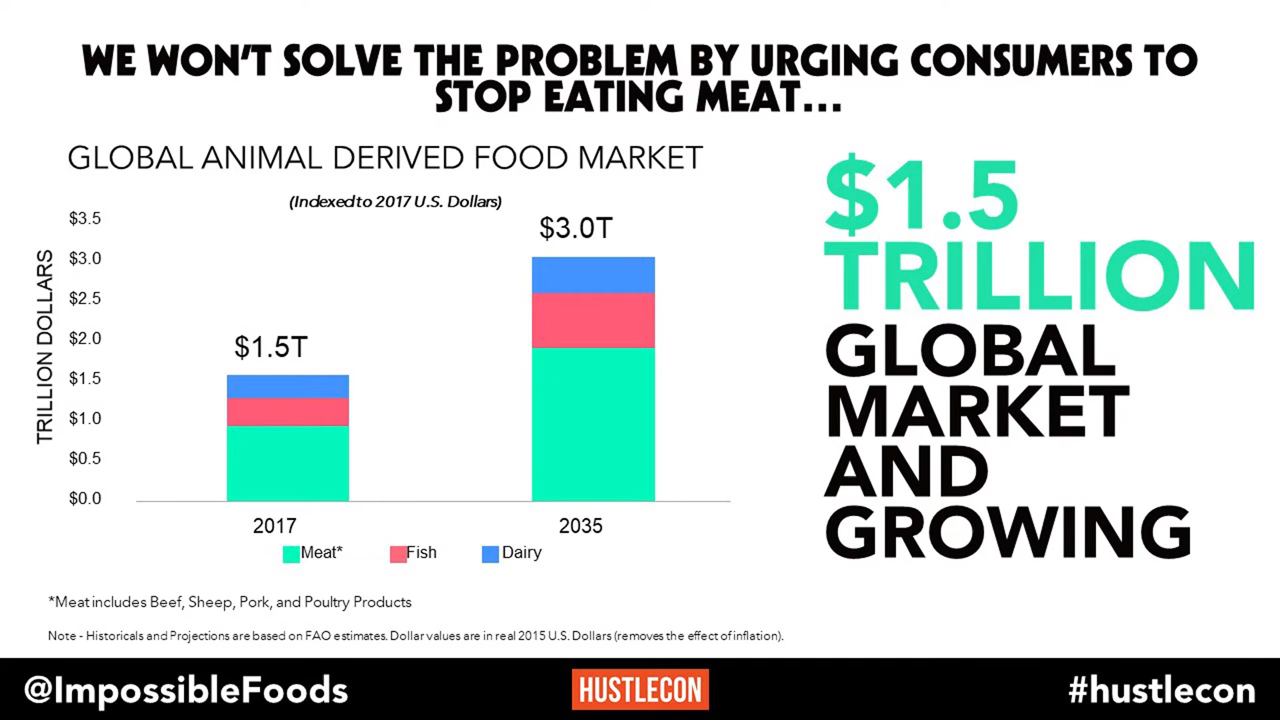 WE WON'T SOLVE THE PROBLEM BY URGING CONSUMERS TO
STOP EATING MEAT...
GLOBAL ANIMAL DERIVED FOOD MARKET
(Indexed to 2017 U.S. Dollars)
TRILLION DOLLARS
$3.5
$3.0
$2.5
$2.0
$1.5
$1.0
$0.5
$0.0
$1.5T
$3.0T
2017
2035
Meat*
Fish
Dairy
*Meat includes Beef, Sheep, Pork, and Poultry Products
Note - Historicals and Projections are based on FAO estimates. Dollar values are in real 2015 U.S. Dollars (removes the effect of inflation).
$1.5
TRILLION
GLOBAL
MARKET
AND
GROWING
@ImpossibleFoods
HUSTLECON
#hustlecon